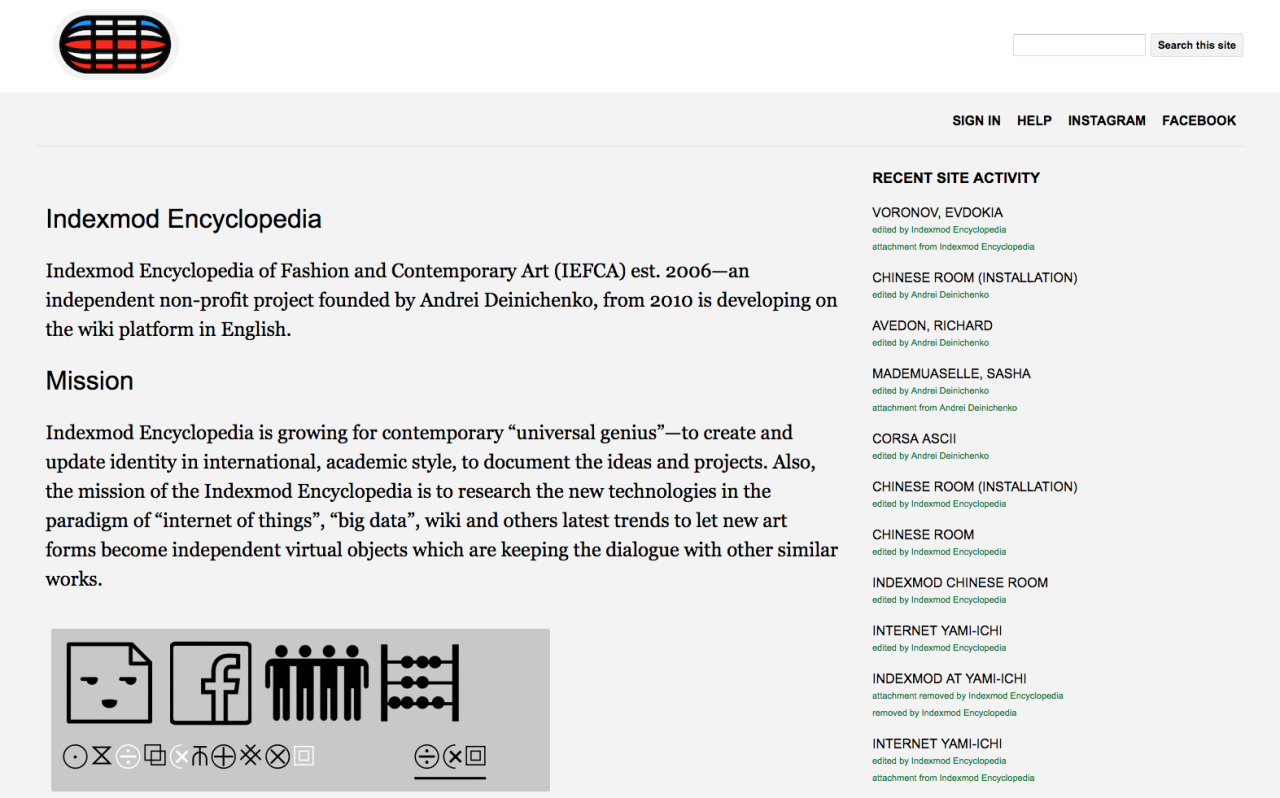 Search this site
SIGN IN HELP INSTAGRAM FACEBOOK
Indexmod Encyclopedia
Indexmod Encyclopedia of Fashion and Contemporary Art (IEFCA) est. 2006—an
independent non-profit project founded by Andrei Deinichenko, from 2010 is developing on
the wiki platform in English.
Mission
Indexmod Encyclopedia is growing for contemporary “universal genius”—to create and
update identity in international, academic style, to document the ideas and projects. Also,
the mission of the Indexmod Encyclopedia is to research the new technologies in the
paradigm of “internet of things”, “big data”, wiki and others latest trends to let new art
forms become independent virtual objects which are keeping the dialogue with other similar
works.
RECENT SITE ACTIVITY
VORONOV, EVDOKIA
edited by Indexmod Encyclopedia
attachment from Indexmod Encyclopedia
CHINESE ROOM (INSTALLATION)
edited by Andrei Deinichenko
AVEDON, RICHARD
edited by Andrei Deinichenko
MADEMUASELLE, SASHA
edited by Andrei Deinichenko
attachment from Andrei Deinichenko
CORSA ASCII
edited by Andrei Deinichenko
CHINESE ROOM (INSTALLATION)
edited by Indexmod Encyclopedia
CHINESE ROOM
edited by Indexmod Encyclopedia
INDEXMOD CHINESE ROOM
edited by Indexmod Encyclopedia
INTERNET YAMI-ICHI
edited by Indexmod Encyclopedia
INDEXMOD AT YAMI-ICHI
attachment removed by Indexmod Encyclopedia
removed by Indexmod Encyclopedia
INTERNET YAMI-ICHI
edited by Indexmod Encyclopedia
attachment from Indexmod Encyclopedia